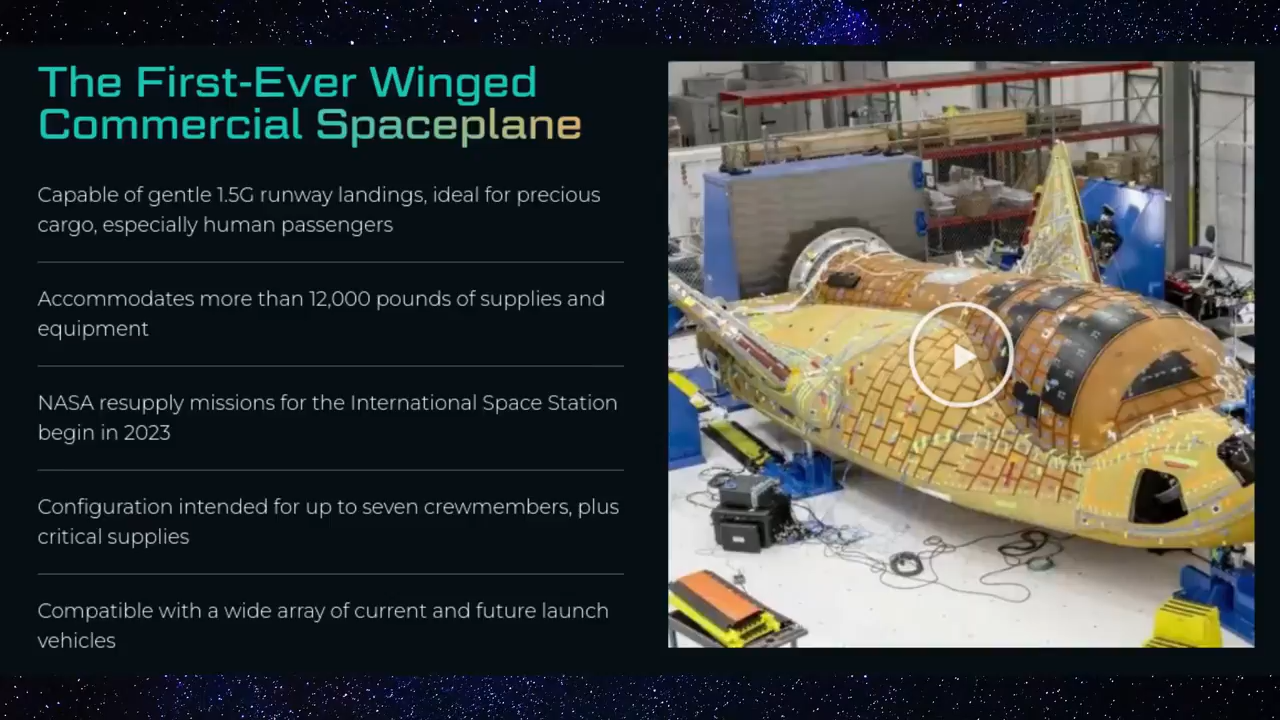 The First-Ever Winged
Commercial Spaceplane
Capable of gentle 1.5G runway landings, ideal for precious
cargo, especially human passengers
Accommodates more than 12,000 pounds of supplies and
equipment
NASA resupply missions for the International Space Station
begin in 2023
Configuration intended for up to seven crewmembers, plus
critical supplies
Compatible with a wide array of current and future launch
vehicles